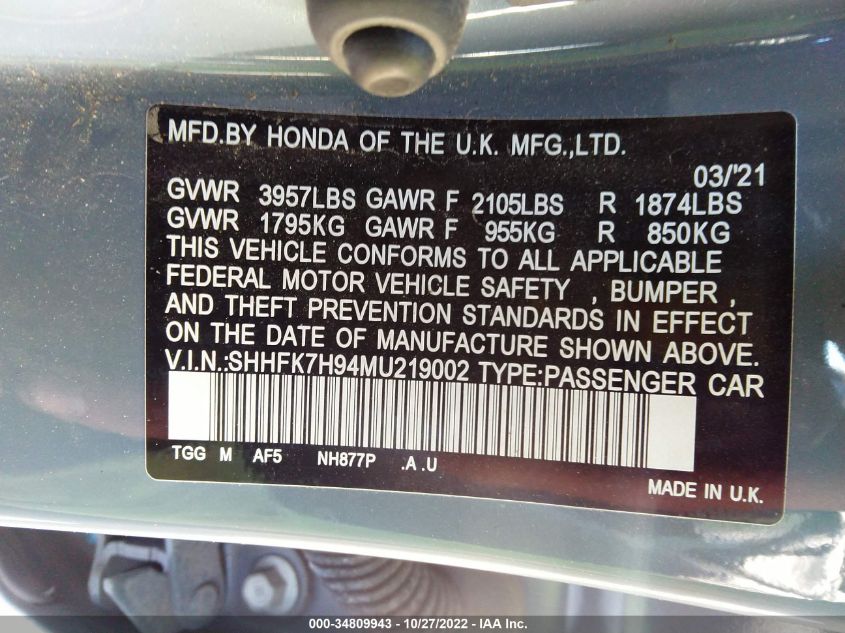 MFD.BY HONDA OF THE U.K. MFG.,LTD.
03/'21
GVWR 3957LBS GAWR F 2105LBS R 1874LBS
GVWR 1795KG GAWR F 955KG R 850KG
THIS VEHICLE CONFORMS TO ALL APPLICABLE
FEDERAL MOTOR VEHICLE SAFETY , BUMPER ,
AND THEFT PREVENTION STANDARDS IN EFFECT
ON THE DATE OF MANUFACTURE SHOWN ABOVE.
V.I.N.:SHHFK7H94MU219002 TYPE:PASSENGER CAR
TGG M AF5 NH877P .A .U
MADE IN U.K.
000-34809943 - 10/27/2022 - IAA Inc.